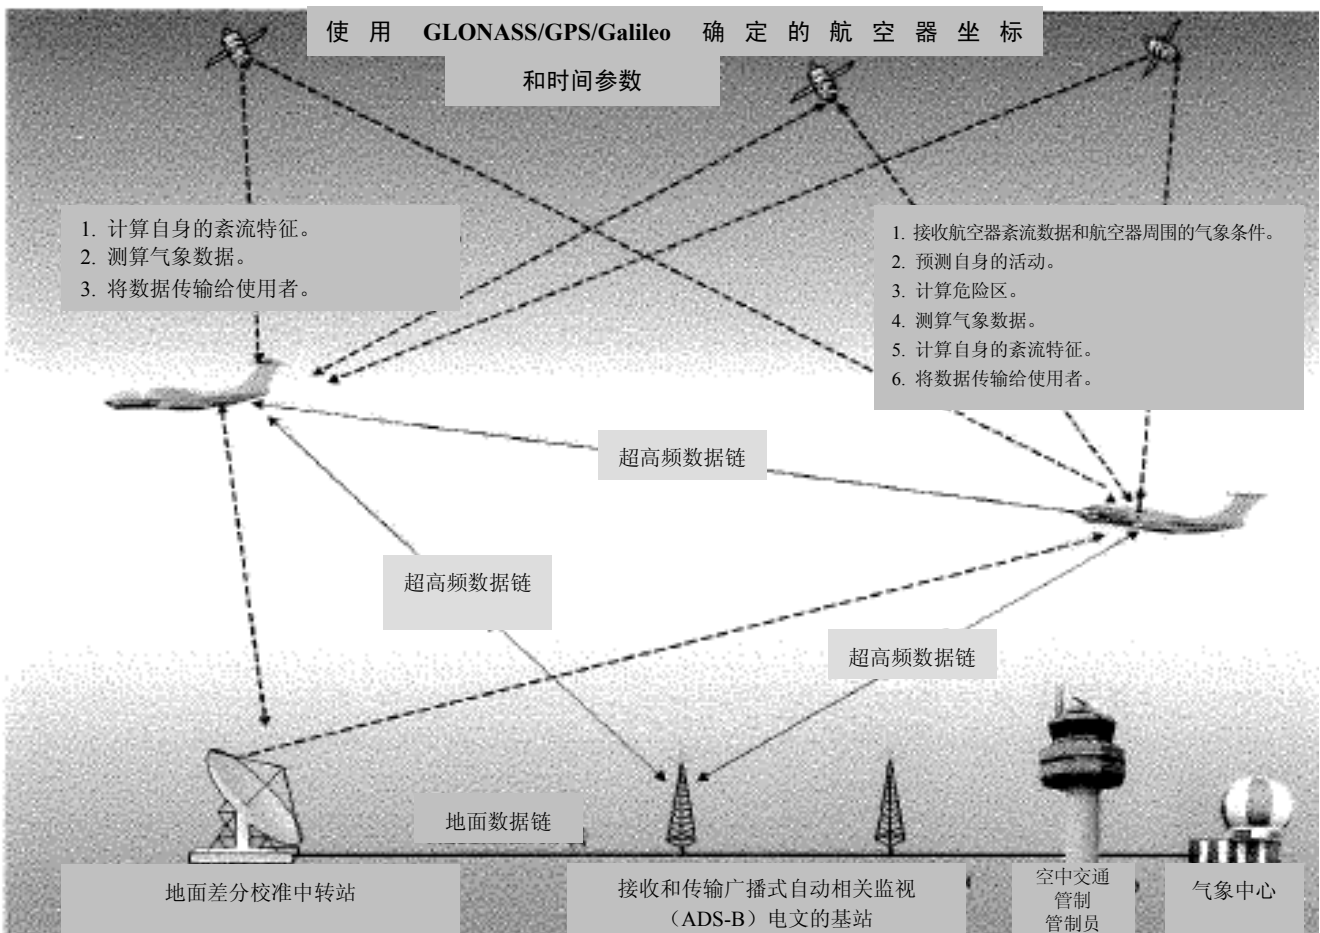 使用 GLONASS/GPS/Galileo 确定的航空器坐标
和时间参数
1. 计算自身的紊流特征。
2. 测算气象数据。
3. 将数据传输给使用者。
1. 接收航空器紊流数据和航空器周围的气象条件。
2. 预测自身的活动。
3. 计算危险区。
4. 测算气象数据。
5. 计算自身的紊流特征。
6. 将数据传输给使用者。
超高频数据链
超高频数据链
超高频数据链
地面数据链
地面差分校准中转站
接收和传输广播式自动相关监视
（ADS-B）电文的基站
空中交通
管制
管制员
气象中心